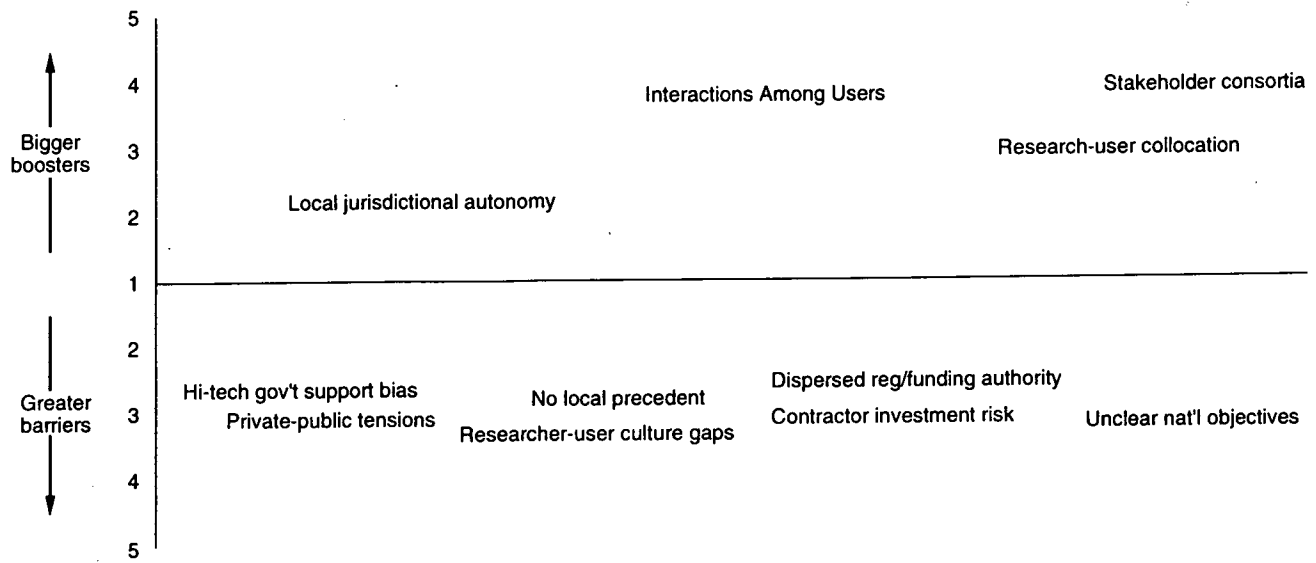 5
4
Interactions Among Users
Stakeholder consortia
Bigger
boosters
3
Research-user collocation
Local jurisdictional autonomy
2
1
2
Hi-tech gov't support bias
No local precedent
Dispersed reg/funding authority
Greater
barriers
3
Private-public tensions
Researcher-user culture gaps
Contractor investment risk
Unclear nat'l objectives
4
5